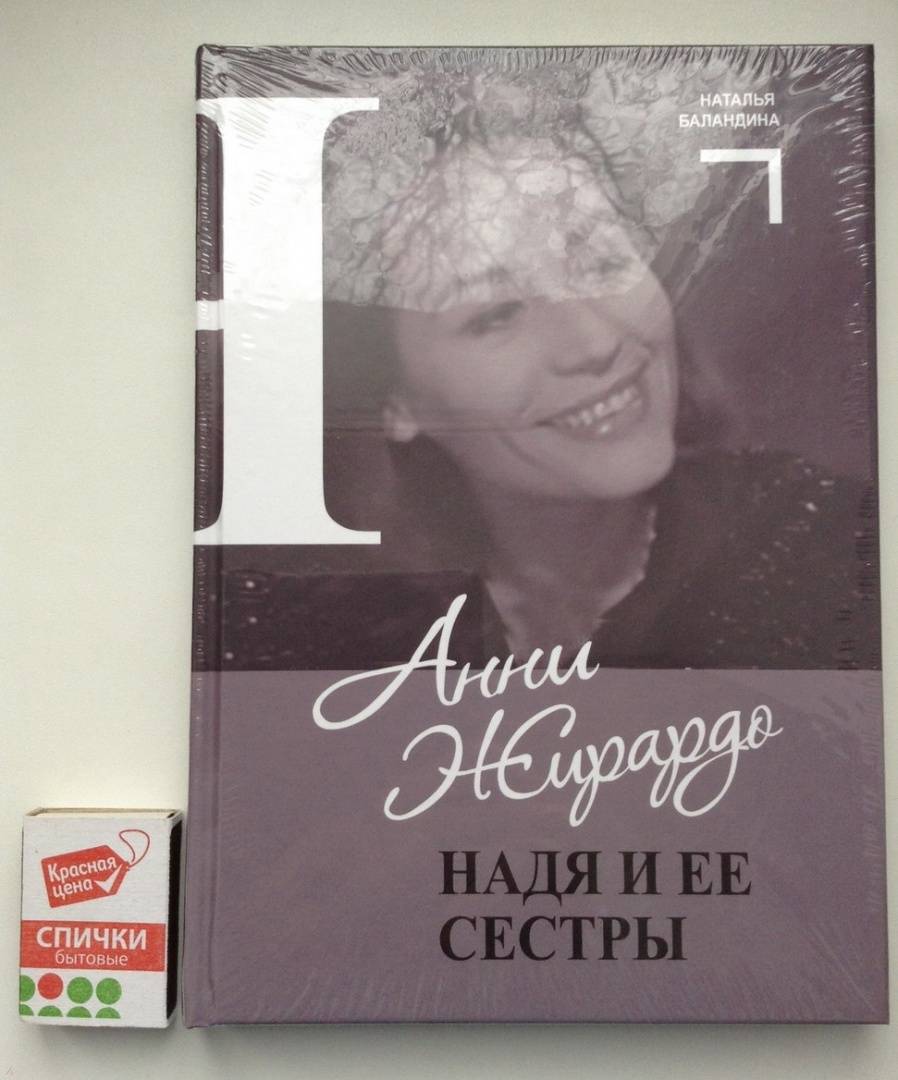 НАТАЛЬЯ
БАЛАНДИНА
Анни
Жирардо
НАДЯ И ЕЕ
СЕСТРЫ
Красная
цена
СПИЧКИ
бытовые